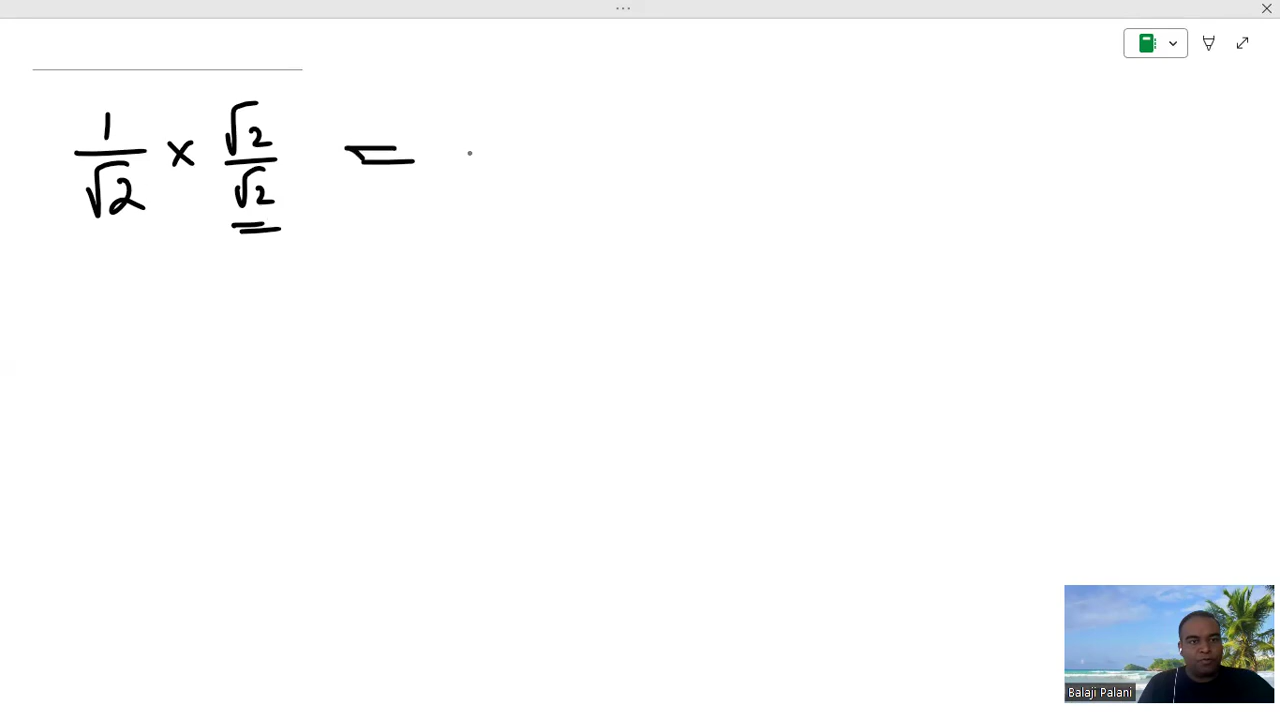 1/√2 × √2/√2 =
Balaji Palani